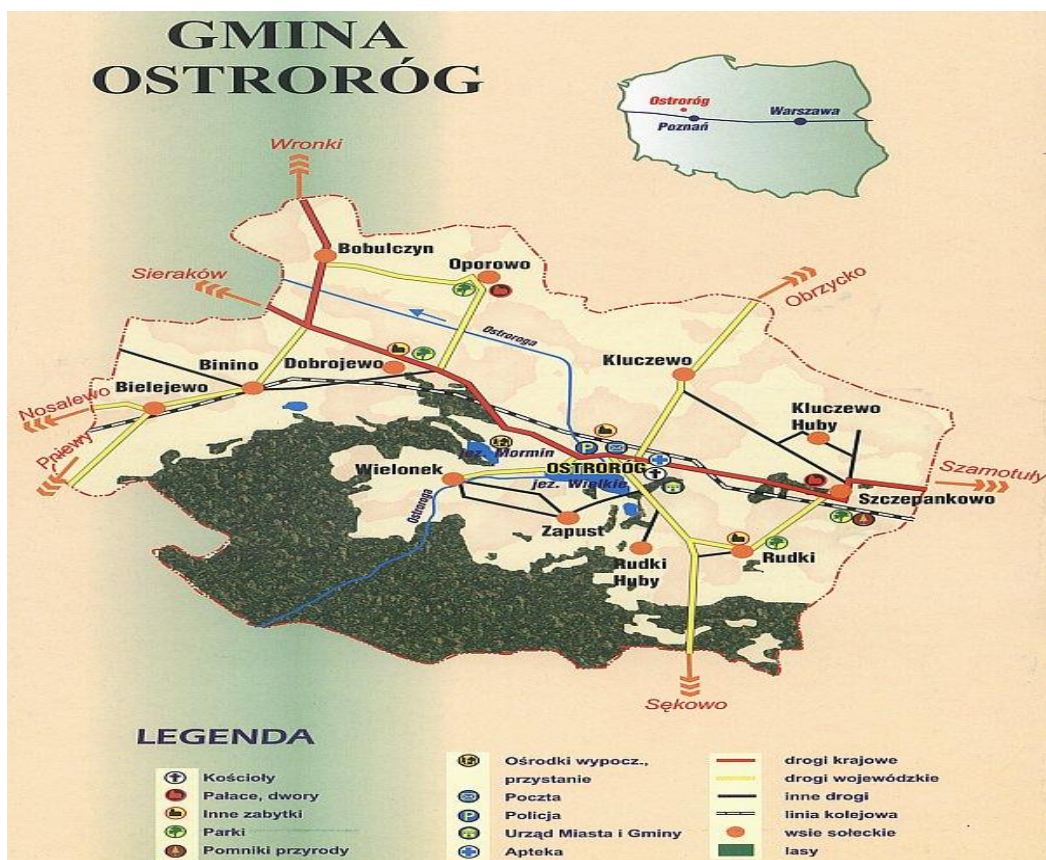 GMINA
OSTRORÓG
Ostroróg
Poznań
Warszawa
Wronki
Bobulczyn
Oporowo
Sieraków
Obrzycko
Ostroroga
Kluczewo
Binino
Dobrojewo
Bielejewo
Nosalewo
Kluczewo
Huby
Pniewy
jez. Mormin
Wielonek
OSTRORÓG
jez. Wielkie
Szamotuły
Szczepankowo
Ostroroga
Zapust
Rudki
Huby
Rudki
Sękowo
LEGENDA
Kościoły
Pałace, dwory
Inne zabytki
Parki
Pomniki przyrody
Ośrodki wypocz.,
przystanie
Poczta
Policja
Urząd Miasta i Gminy
Apteka
drogi krajowe
drogi wojewódzkie
inne drogi
linia kolejowa
wsie sołeckie
lasy